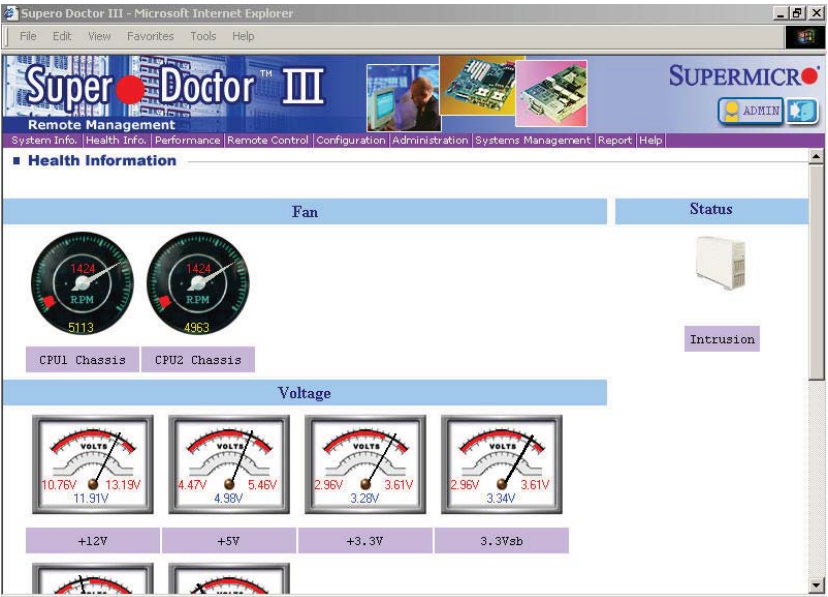 Supero Doctor III - Microsoft Internet Explorer
File Edit View Favorites Tools Help
Super Doctor™ III
SUPERMICR
Remote Management
ADMIN
System Info. Health Info. Performance Remote Control Configuration Administration Systems Management Report Help
Health Information
Fan
Status
1424
RPM
5113
1424
RPM
4963
CPU1 Chassis
CPU2 Chassis
Intrusion
Voltage
VOLTS
10.76V 13.19V
11.91V
VOLTS
4.47V 5.46V
4.98V
VOLTS
2.96V 3.61V
3.28V
VOLTS
2.96V 3.61V
3.34V
+12V
+5V
+3.3V
3.3Vsb